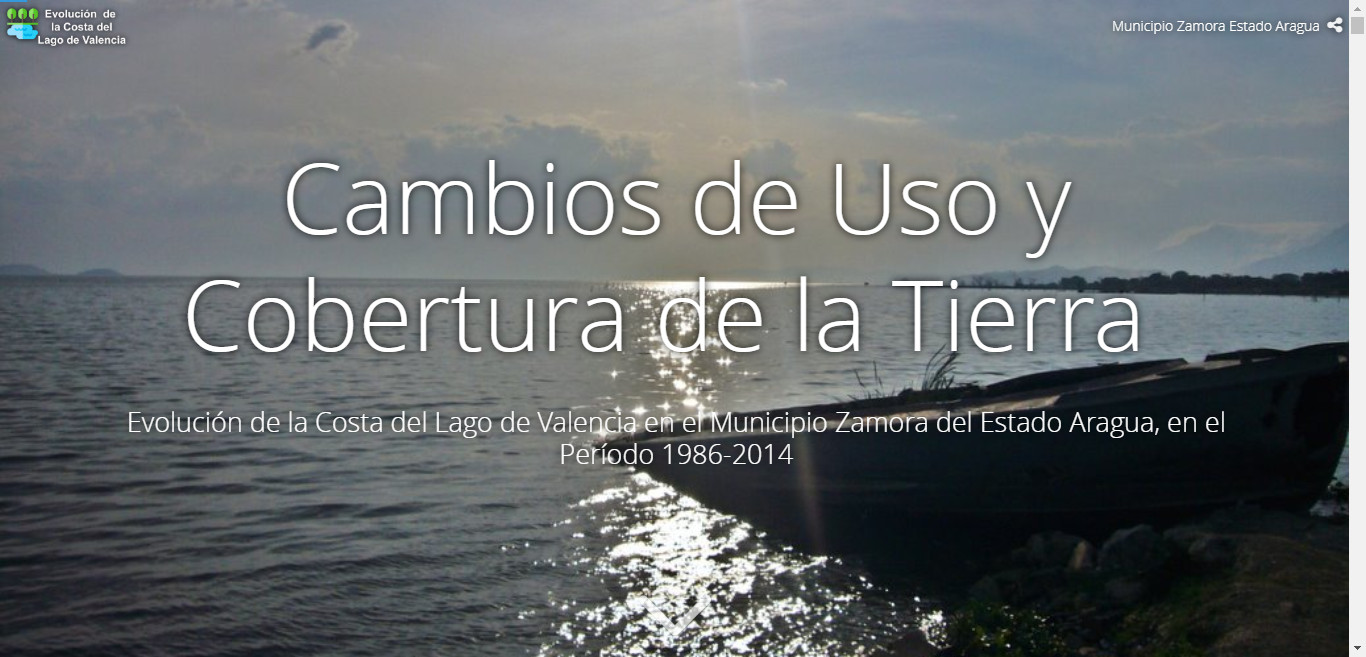 Evolución de
la Costa del
Lago de Valencia
Municipio Zamora Estado Aragua
Cambios de Uso y
Cobertura de la Tierra
Evolución de la Costa del Lago de Valencia en el Municipio Zamora del Estado Aragua, en el
Período 1986-2014